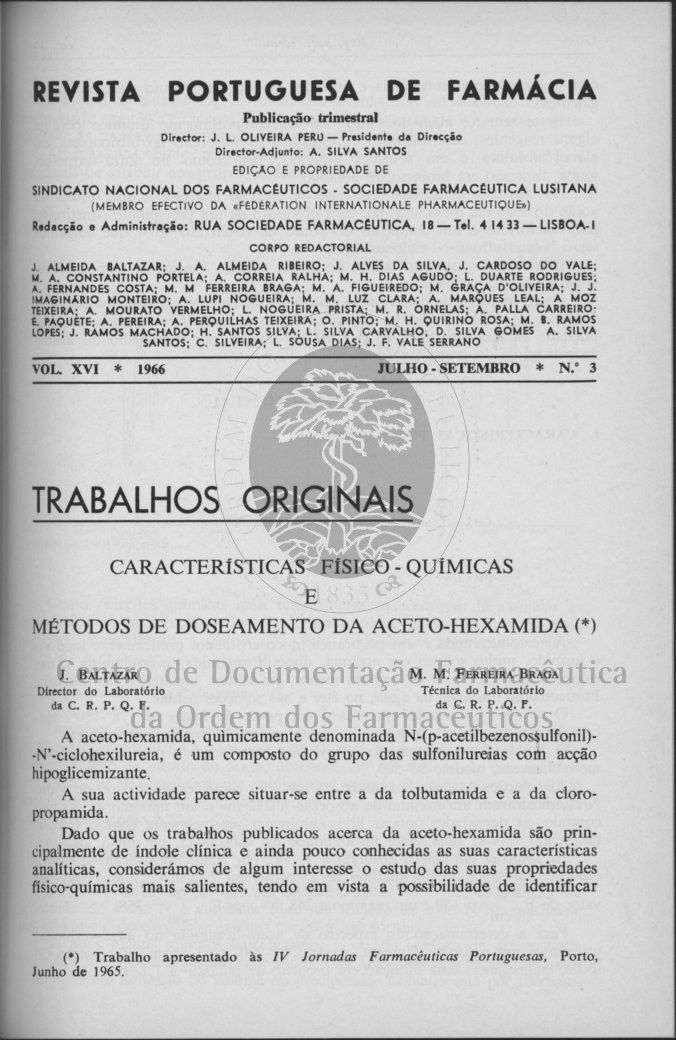 REVISTA PORTUGUESA DE FARMÁCIA
Publicação trimestral
Director: J. L. OLIVEIRA PERÚ — Presidente da Direcção
Director-Adjunto: A. SILVA SANTOS
EDIÇÃO E PROPRIEDADE DE
SINDICATO NACIONAL DOS FARMACÊUTICOS - SOCIEDADE FARMACÊUTICA LUSITANA
(MEMBRO EFECTIVO DA «FÉDÉRATION INTERNATIONALE PHARMACEUTIQUE»)
Redacção e Administração: RUA SOCIEDADE FARMACÊUTICA, 18 — Tel. 4 14 33 — LISBOA-1
CORPO REDACTORIAL
J. ALMEIDA BALTAZAR; J. A. ALMEIDA RIBEIRO; J. ALVES DA SILVA, J. CARDOSO DO VALE;
M. A. CONSTANTINO PORTELA; A. CORREIA RALHA; M. H. DIAS AGUDO; L. DUARTE RODRIGUES;
A. FERNANDES COSTA; M. M FERREIRA BRAGA; M. A. FIGUEIREDO; M. GRAÇA D'OLIVEIRA; J. J.
IMAGINÁRIO MONTEIRO; A. LUPI NOGUEIRA; M. M. LUZ CLARA; A. MARQUES LEAL; A MOZ
TEIXEIRA; A. MOURATO VERMELHO; L. NOGUEIRA PRISTA; M. R. ORNELAS; A. PALLA CARREIRO;
E. PAQUETE; A. PEREIRA; A. PERQUILHAS TEIXEIRA; O. PINTO; M. H. QUIRINO ROSA; M. B. RAMOS
LOPES; J. RAMOS MACHADO; H. SANTOS SILVA; L. SILVA CARVALHO, D. SILVA GOMES A. SILVA
SANTOS; C. SILVEIRA; L. SOUSA DIAS; J. F. VALE SERRANO
VOL. XVI * 1966 JULHO - SETEMBRO * N.º 3
TRABALHOS ORIGINAIS
1835
CARACTERÍSTICAS FÍSICO - QUÍMICAS
E
MÉTODOS DE DOSEAMENTO DA ACETO-HEXAMIDA (*)
Centro de Documentação Farmacêutica
da Ordem dos Farmacêuticos
J. BALTAZAR
Director do Laboratório
da C. R. P. Q. F.
M. M. FERREIRA BRAGA
Técnica do Laboratório
da C. R. P. Q. F.
A aceto-hexamida, quìmicamente denominada N-(p-acetilbezenossulfonil)-
-N'-ciclohexilureia, é um composto do grupo das sulfonilureias com acção
hipoglicemizante.
A sua actividade parece situar-se entre a da tolbutamida e a da cloro-
propamida.
Dado que os trabalhos publicados acerca da aceto-hexamida são prin-
cipalmente de índole clínica e ainda pouco conhecidas as suas características
analíticas, considerámos de algum interesse o estudo das suas propriedades
físico-químicas mais salientes, tendo em vista a possibilidade de identificar
(*) Trabalho apresentado às IV Jornadas Farmacêuticas Portuguesas, Porto,
Junho de 1965.